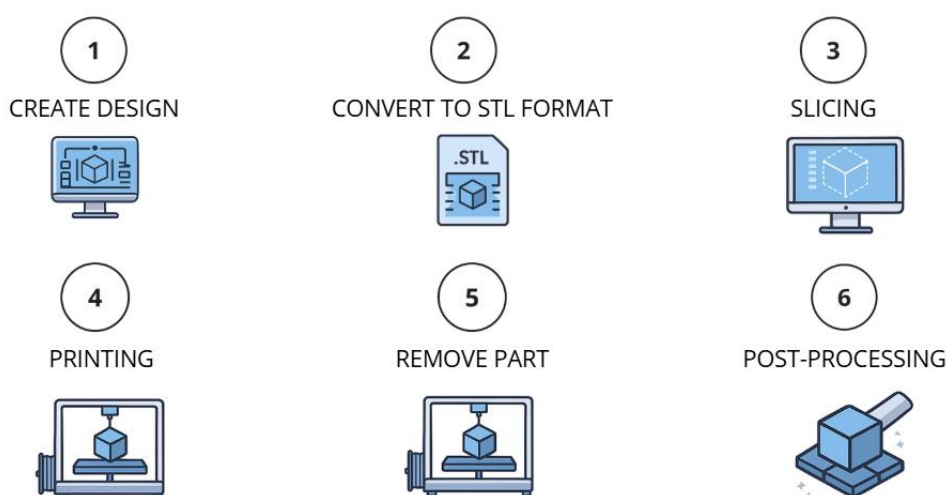 1
CREATE DESIGN
2
CONVERT TO STL FORMAT
.STL
3
SLICING
4
PRINTING
5
REMOVE PART
6
POST-PROCESSING